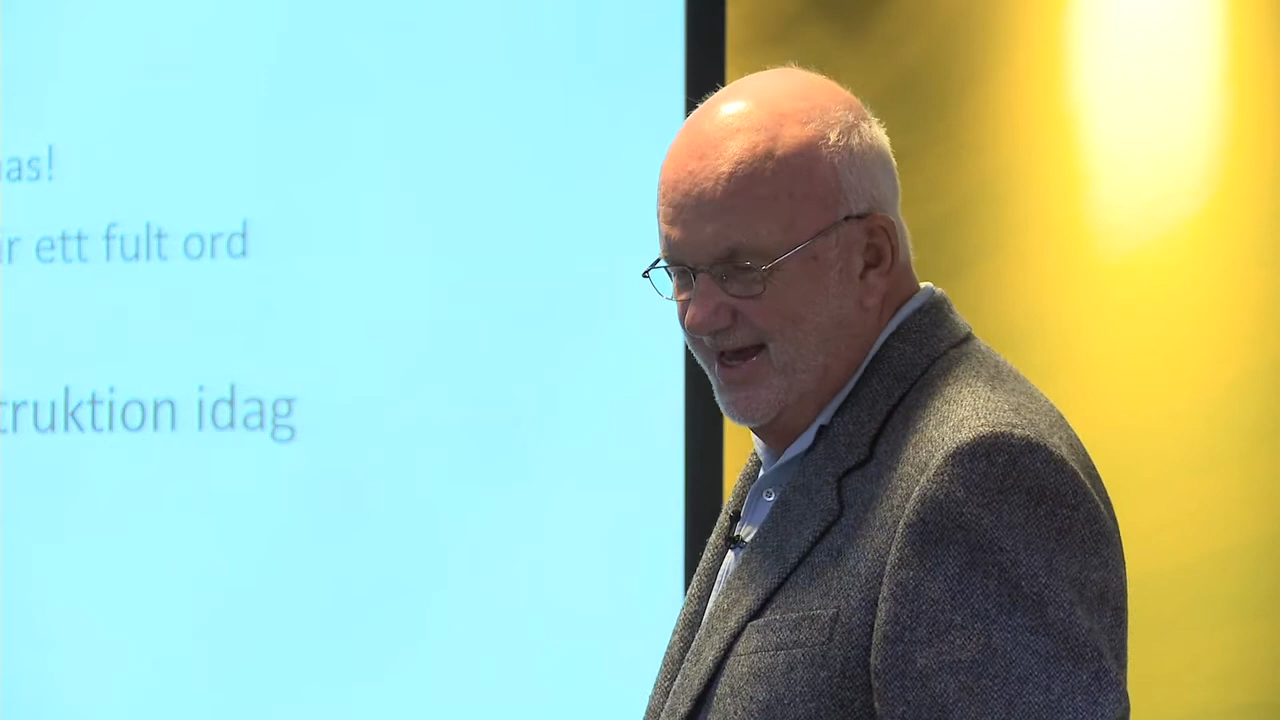 as!
r ett fult ord
truktion idag